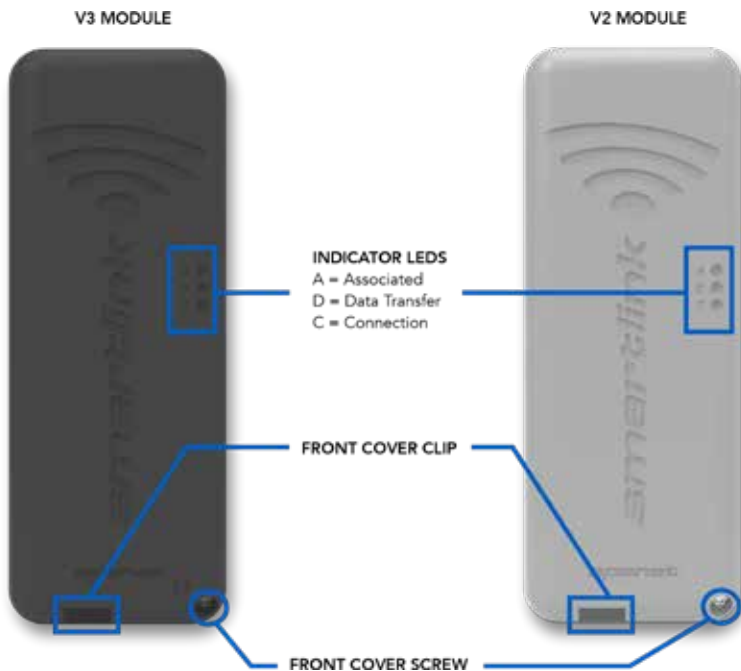 V3 MODULE
V2 MODULE
INDICATOR LEDS
A = Associated
D = Data Transfer
C = Connection
smartlink
smartlink
FRONT COVER CLIP
FRONT COVER SCREW